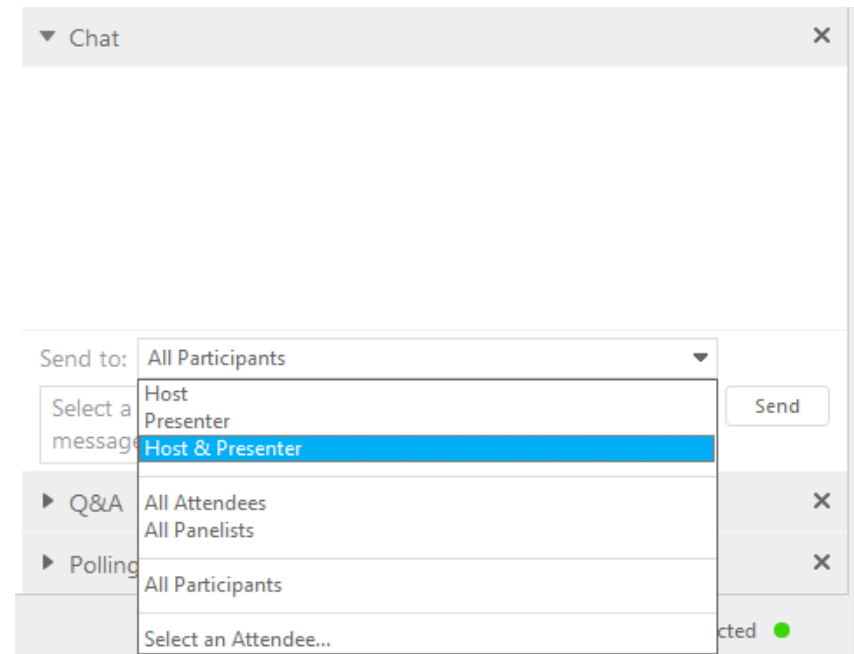 Chat
Send to: All Participants
Host
Select a
Presenter
Send
message
Host & Presenter
Q&A
All Attendees
All Panelists
Polling
All Participants
Select an Attendee...